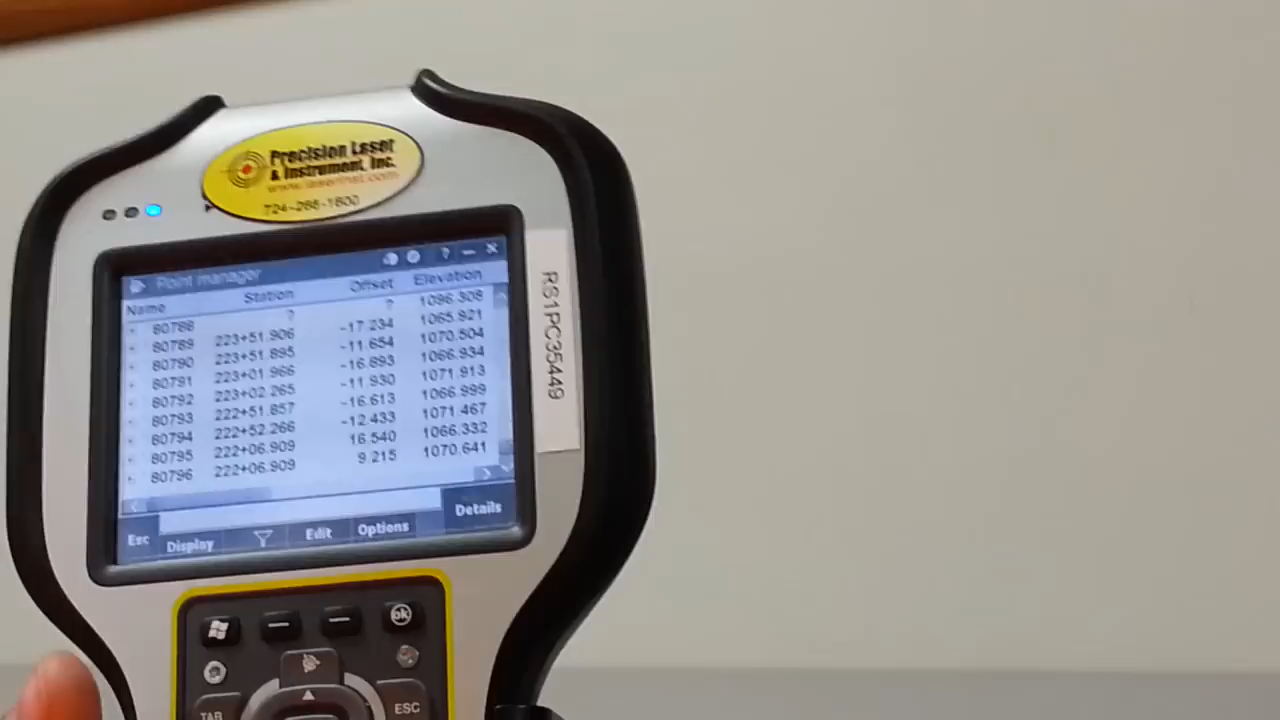 Precision Laser
& Instrument, Inc.
www.laserinst.com
724-266-1600
Point manager ? — ×
Name Station Offset Elevation
80788 ? ? 1096.308
80789 223+51.906 -17.234 1065.921
80790 223+51.895 -11.654 1070.504
80791 223+01.966 -16.893 1066.934
80792 223+02.265 -11.930 1071.913
80793 222+51.857 -16.613 1066.999
80794 222+52.266 -12.433 1071.467
80795 222+06.909 16.540 1066.332
80796 222+06.909 9.215 1070.641
Esc Display Edit Options Details
RS1PC35449
ok
TAB ESC